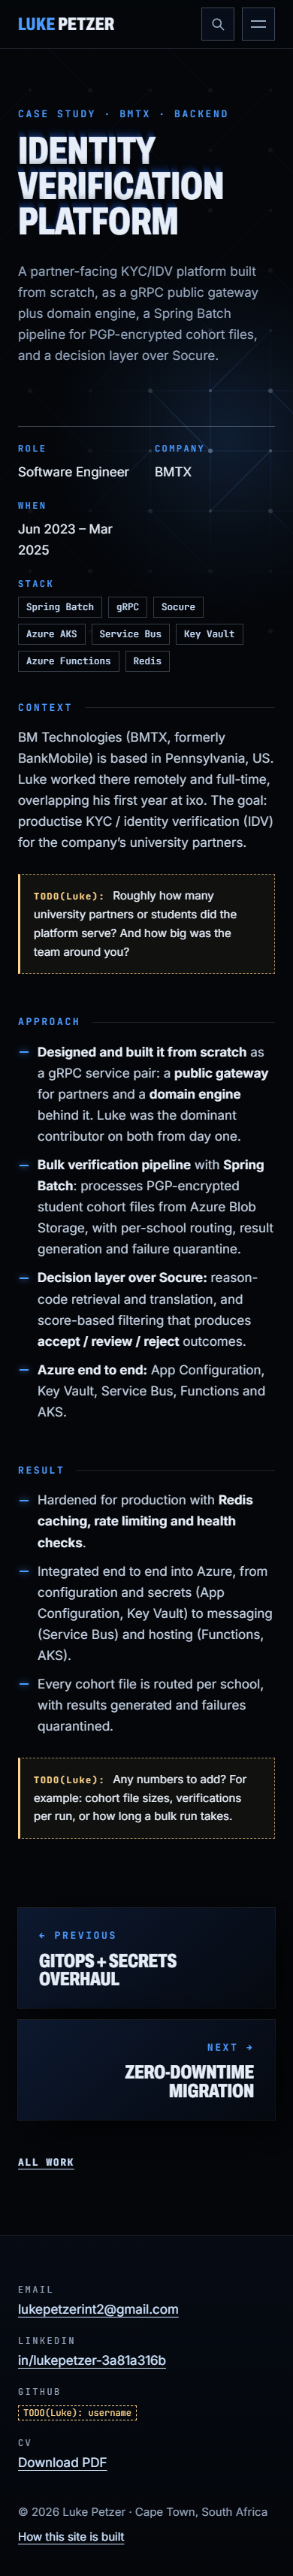 LUKE PETZER
CASE STUDY · BMTX · BACKEND
IDENTITY
VERIFICATION
PLATFORM
A partner-facing KYC/IDV platform built
from scratch, as a gRPC public gateway
plus domain engine, a Spring Batch
pipeline for PGP-encrypted cohort files,
and a decision layer over Socure.
ROLE
Software Engineer
COMPANY
BMTX
WHEN
Jun 2023 – Mar
2025
STACK
Spring Batch gRPC Socure
Azure AKS Service Bus Key Vault
Azure Functions Redis
CONTEXT
BM Technologies (BMTX, formerly
BankMobile) is based in Pennsylvania, US.
Luke worked there remotely and full-time,
overlapping his first year at ixo. The goal:
productise KYC / identity verification (IDV)
for the company’s university partners.
TODO(Luke): Roughly how many
university partners or students did the
platform serve? And how big was the
team around you?
APPROACH
Designed and built it from scratch as
a gRPC service pair: a public gateway
for partners and a domain engine
behind it. Luke was the dominant
contributor on both from day one.
Bulk verification pipeline with Spring
Batch: processes PGP-encrypted
student cohort files from Azure Blob
Storage, with per-school routing, result
generation and failure quarantine.
Decision layer over Socure: reason-
code retrieval and translation, and
score-based filtering that produces
accept / review / reject outcomes.
Azure end to end: App Configuration,
Key Vault, Service Bus, Functions and
AKS.
RESULT
Hardened for production with Redis
caching, rate limiting and health
checks.
Integrated end to end into Azure, from
configuration and secrets (App
Configuration, Key Vault) to messaging
(Service Bus) and hosting (Functions,
AKS).
Every cohort file is routed per school,
with results generated and failures
quarantined.
TODO(Luke): Any numbers to add? For
example: cohort file sizes, verifications
per run, or how long a bulk run takes.
← PREVIOUS
GITOPS + SECRETS
OVERHAUL
NEXT →
ZERO-DOWNTIME
MIGRATION
ALL WORK
EMAIL
lukepetzerint2@gmail.com
LINKEDIN
in/lukepetzer-3a81a316b
GITHUB
TODO(Luke): username
CV
Download PDF
© 2026 Luke Petzer · Cape Town, South Africa
How this site is built